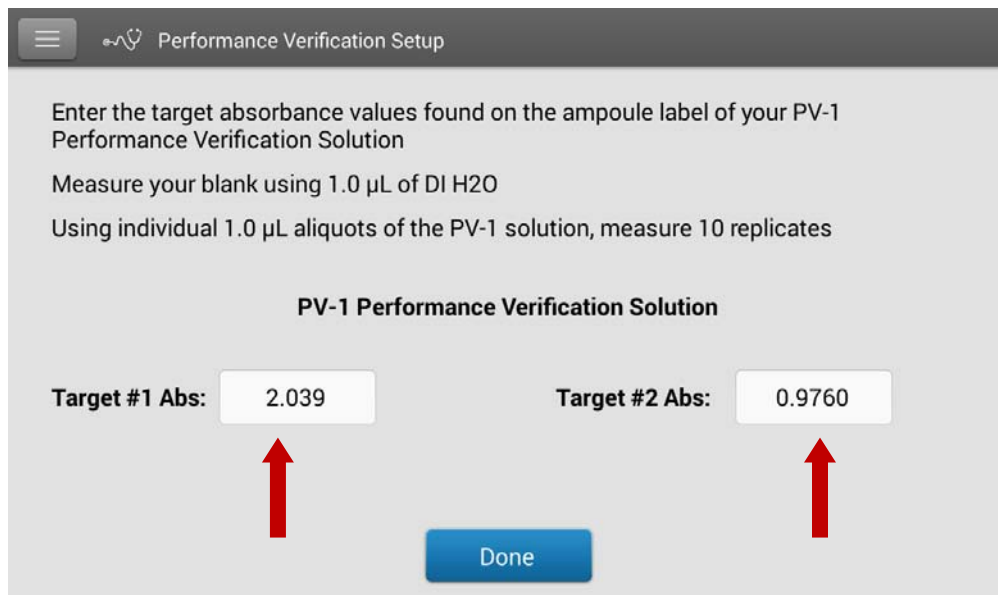 Performance Verification Setup
Enter the target absorbance values found on the ampoule label of your PV-1
Performance Verification Solution
Measure your blank using 1.0 µL of DI H2O
Using individual 1.0 µL aliquots of the PV-1 solution, measure 10 replicates
PV-1 Performance Verification Solution
Target #1 Abs: 2.039 Target #2 Abs: 0.9760
Done